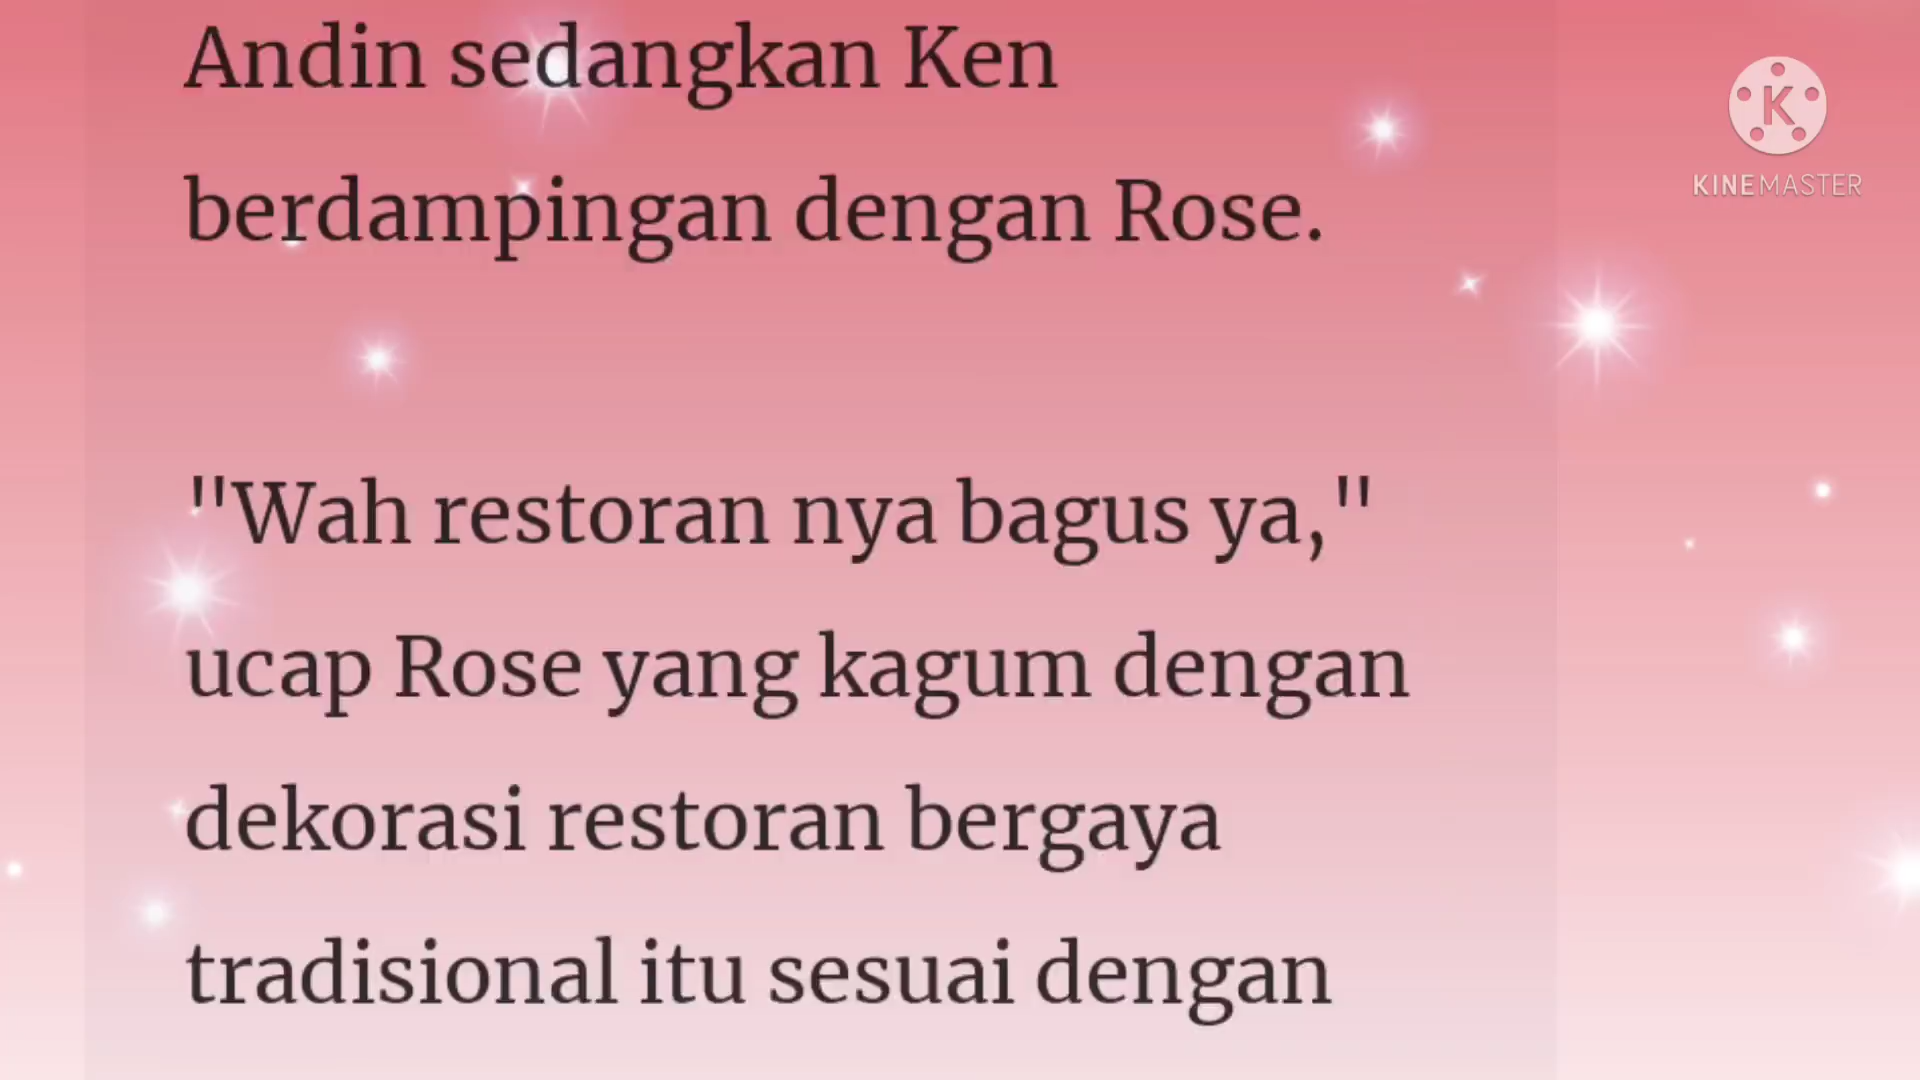 Andin sedangkan Ken
berdampingan dengan Rose.
"Wah restoran nya bagus ya,"
ucap Rose yang kagum dengan
dekorasi restoran bergaya
tradisional itu sesuai dengan
K
KINEMASTER